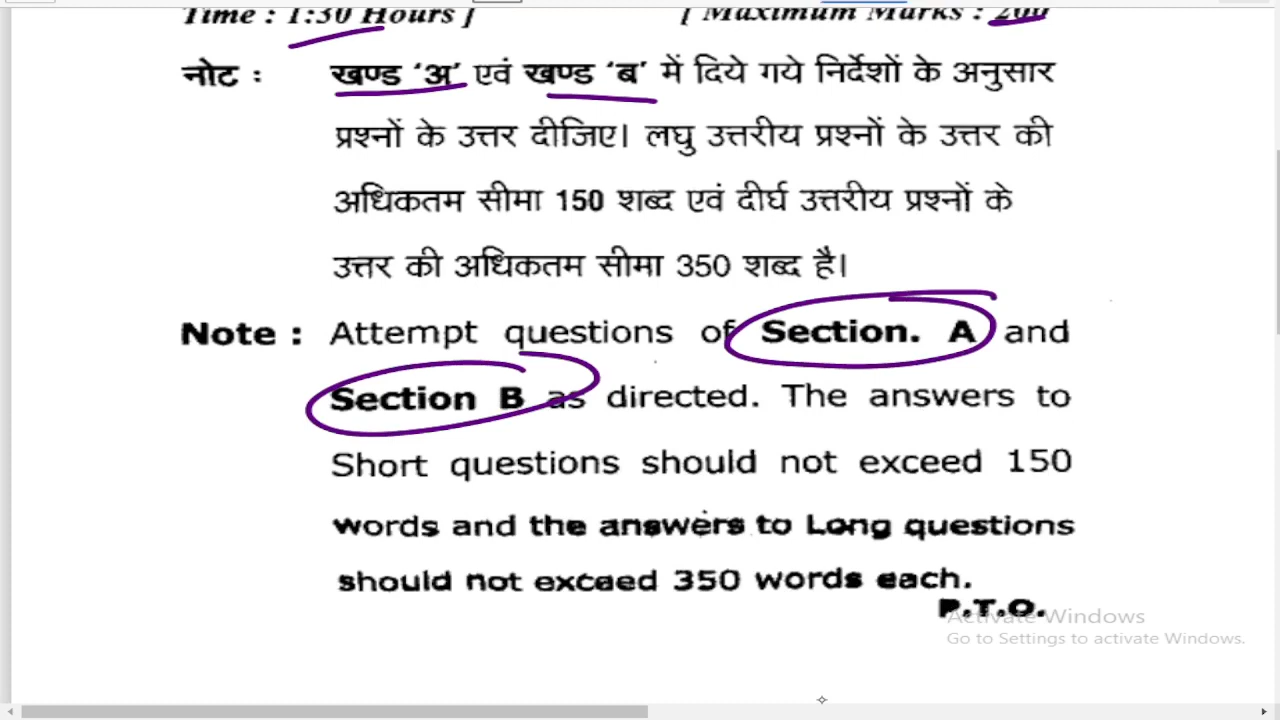 Time : 1:30 Hours ] [ Maximum Marks : 200
नोट : खण्ड ‘अ’ एवं खण्ड ‘ब’ में दिये गये निर्देशों के अनुसार
प्रश्नों के उत्तर दीजिए। लघु उत्तरीय प्रश्नों के उत्तर की
अधिकतम सीमा 150 शब्द एवं दीर्घ उत्तरीय प्रश्नों के
उत्तर की अधिकतम सीमा 350 शब्द है।
Note : Attempt questions of Section. A and
Section B as directed. The answers to
Short questions should not exceed 150
words and the answers to Long questions
should not exceed 350 words each.
P.T.O.
Activate Windows
Go to Settings to activate Windows.